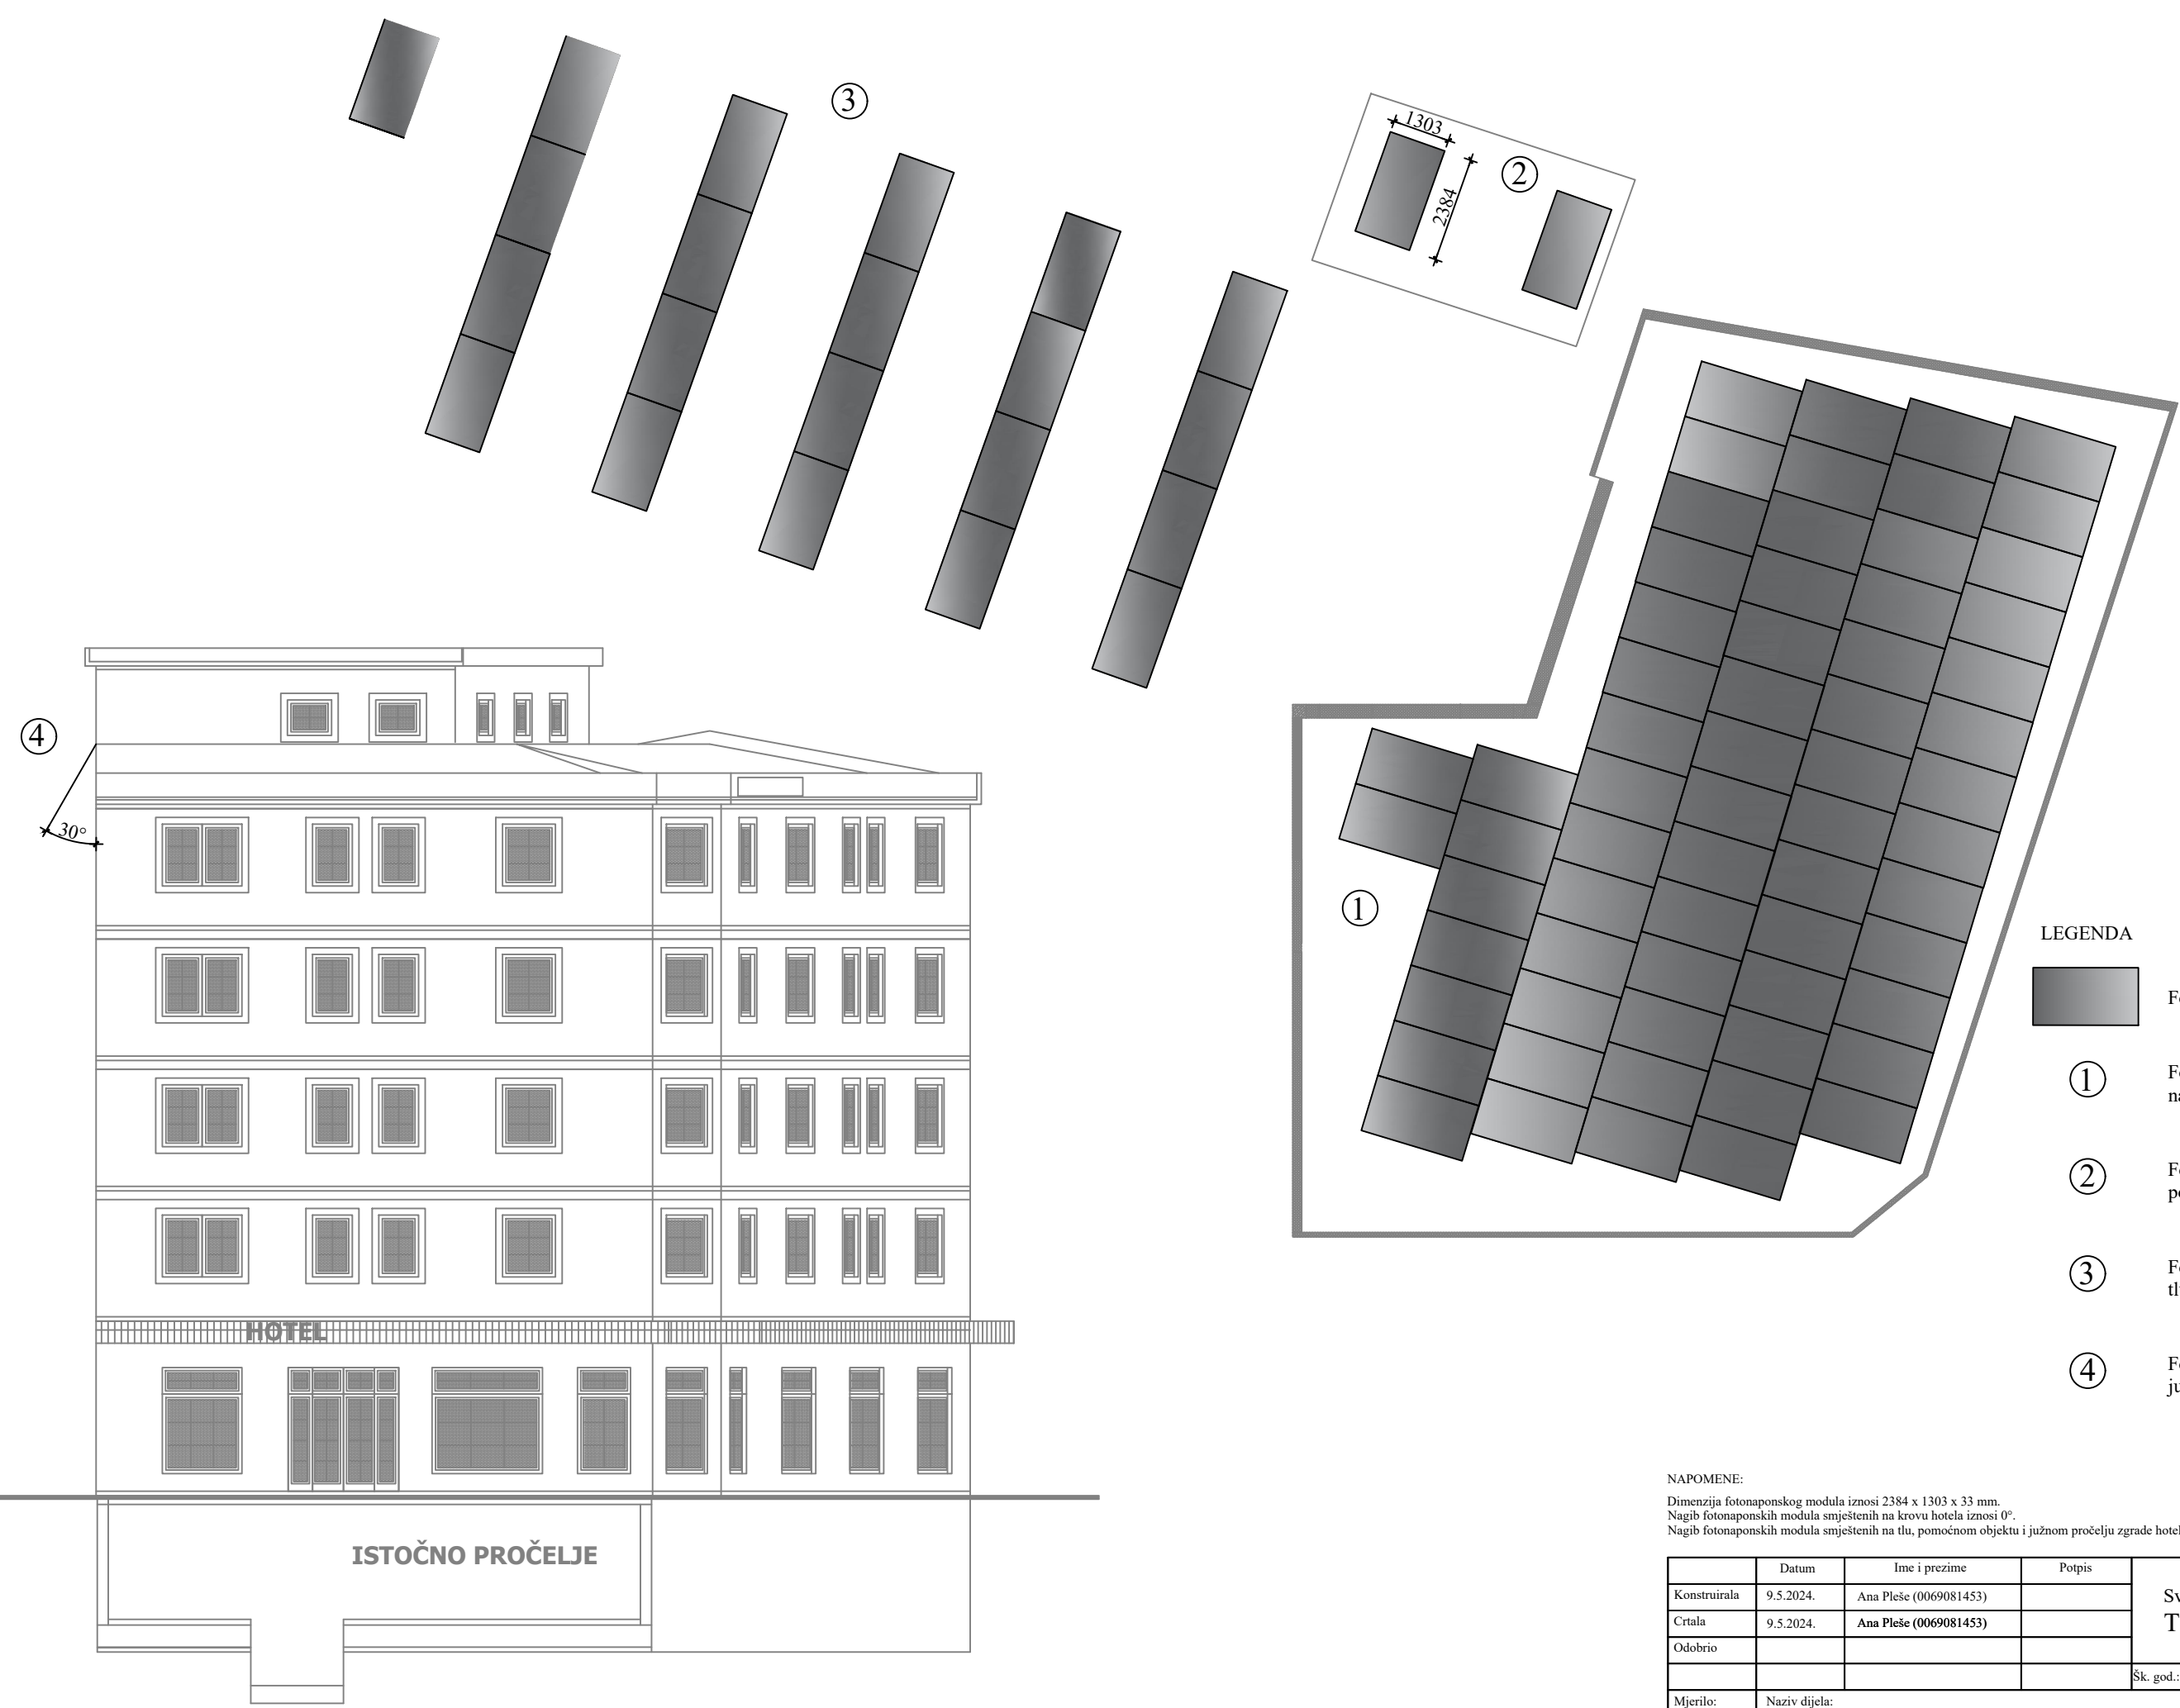 3
1303
2
2384
4
30°
1
HOTEL
ISTOČNO PROČELJE
LEGENDA
1
2
3
4
NAPOMENE:
Dimenzija fotonaponskog modula iznosi 2384 x 1303 x 33 mm.
Nagib fotonaponskih modula smještenih na krovu hotela iznosi 0°.
Nagib fotonaponskih modula smještenih na tlu, pomoćnom objektu i južnom pročelju zgrade hotel
Datum Ime i prezime Potpis
Konstruirala 9.5.2024. Ana Pleše (0069081453)
Crtala 9.5.2024. Ana Pleše (0069081453)
Odobrio
Šk. god.:
Mjerilo: Naziv dijela: